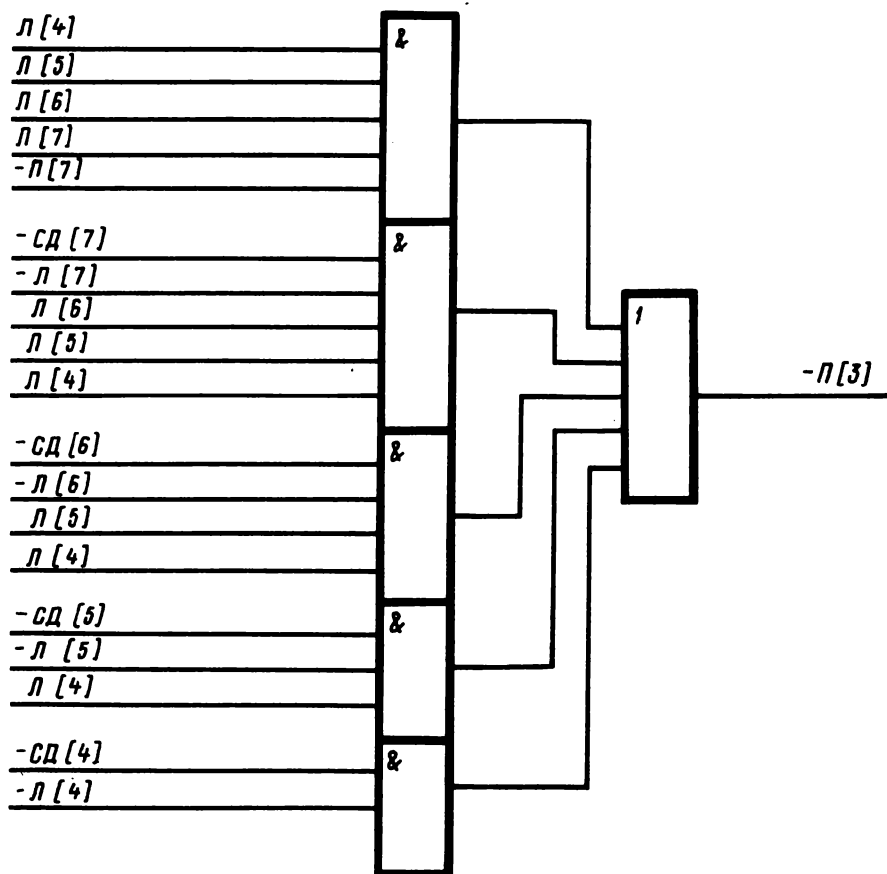 Л [4]
&
Л [5]
Л [6]
Л [7]
-П [7]
-СД [7]
&
-Л [7]
Л [6]
1
Л [5]
Л [4]
-П [3]
-СД [6]
&
-Л [6]
Л [5]
Л [4]
-СД [5]
&
-Л [5]
Л [4]
-СД [4]
&
-Л [4]